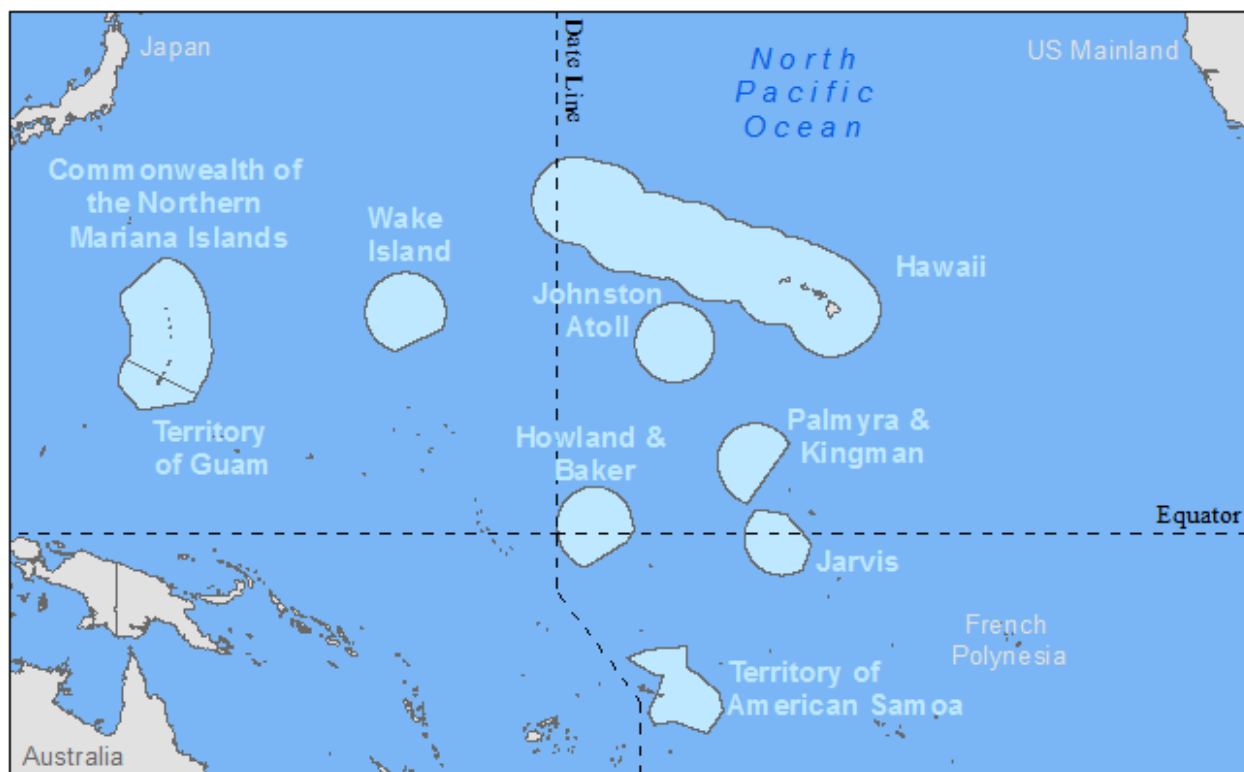 Japan
Date Line
North
Pacific
Ocean
US Mainland
Commonwealth of
the Northern
Mariana Islands
Wake
Island
Hawaii
Johnston
Atoll
Territory
of Guam
Howland &
Baker
Palmyra &
Kingman
Equator
Jarvis
French
Polynesia
Territory of
American Samoa
Australia